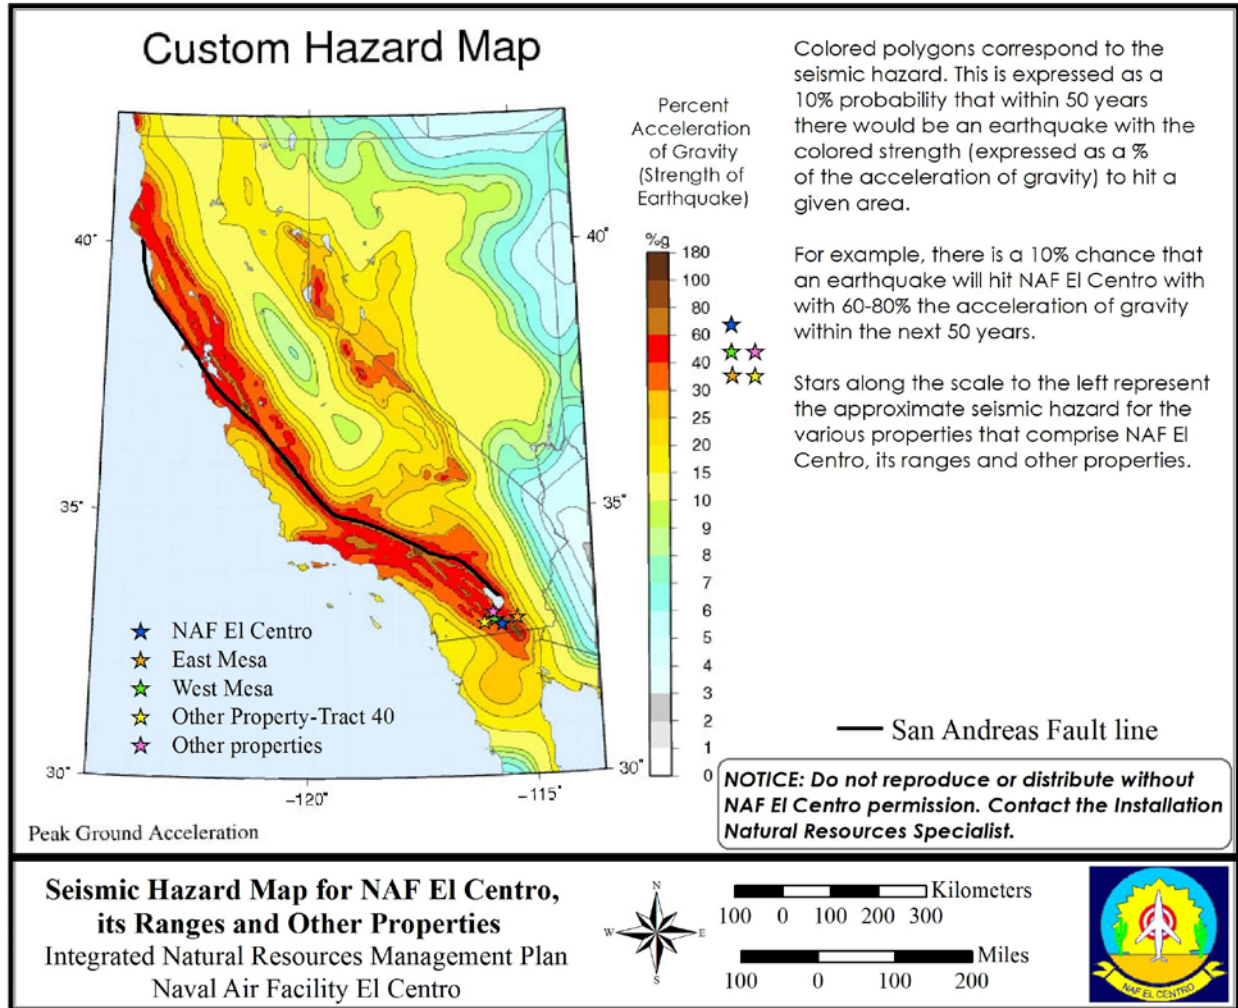 Custom Hazard Map
Colored polygons correspond to the
seismic hazard. This is expressed as a
10% probability that within 50 years
there would be an earthquake with the
colored strength (expressed as a %
of the acceleration of gravity) to hit a
given area.
For example, there is a 10% chance that
an earthquake will hit NAF El Centro with
with 60-80% the acceleration of gravity
within the next 50 years.
Stars along the scale to the left represent
the approximate seismic hazard for the
various properties that comprise NAF El
Centro, its ranges and other properties.
Percent
Acceleration
of Gravity
(Strength of
Earthquake)
%g
180
100
80
60
40
30
25
20
15
10
9
8
7
6
5
4
3
2
1
0
40°
40°
35°
35°
30°
30°
-120°
-115°
NAF El Centro
East Mesa
West Mesa
Other Property-Tract 40
Other properties
Peak Ground Acceleration
San Andreas Fault line
NOTICE: Do not reproduce or distribute without
NAF El Centro permission. Contact the Installation
Natural Resources Specialist.
Seismic Hazard Map for NAF El Centro,
its Ranges and Other Properties
Integrated Natural Resources Management Plan
Naval Air Facility El Centro
N
W E
S
Kilometers
100 0 100 200 300
Miles
100 0 100 200
NAF EL CENTRO